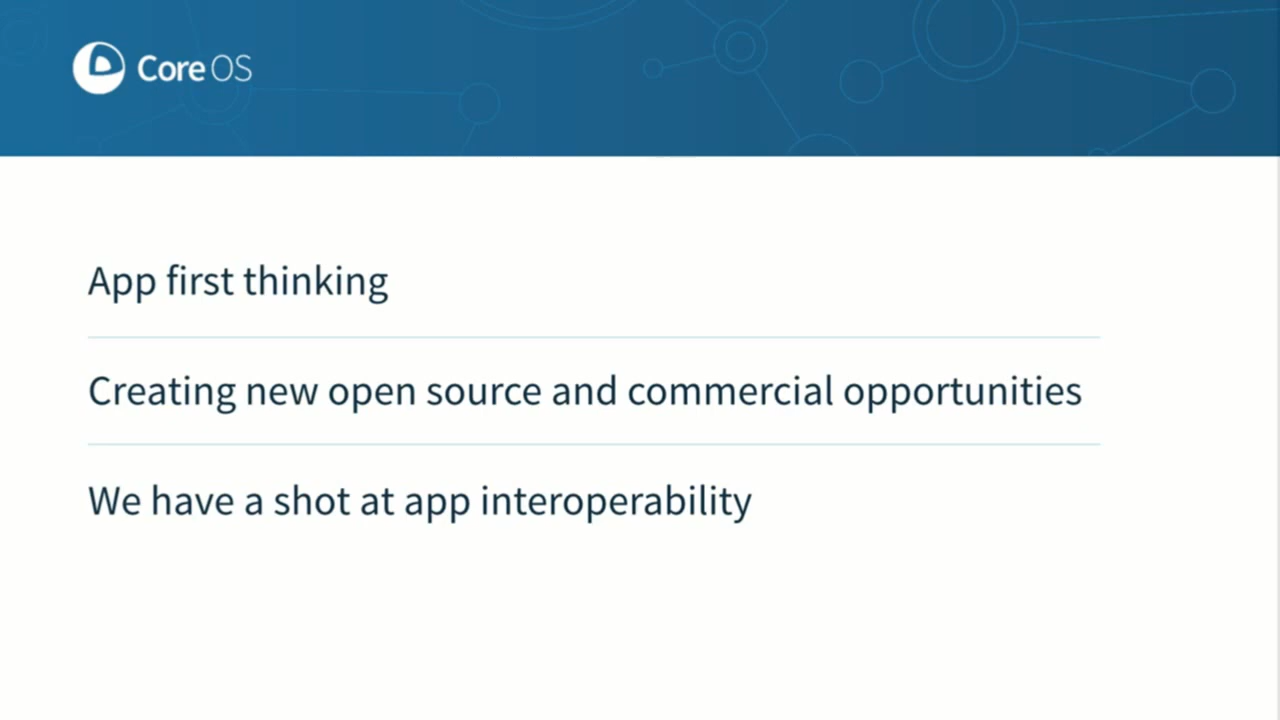 Core OS
App first thinking
Creating new open source and commercial opportunities
We have a shot at app interoperability